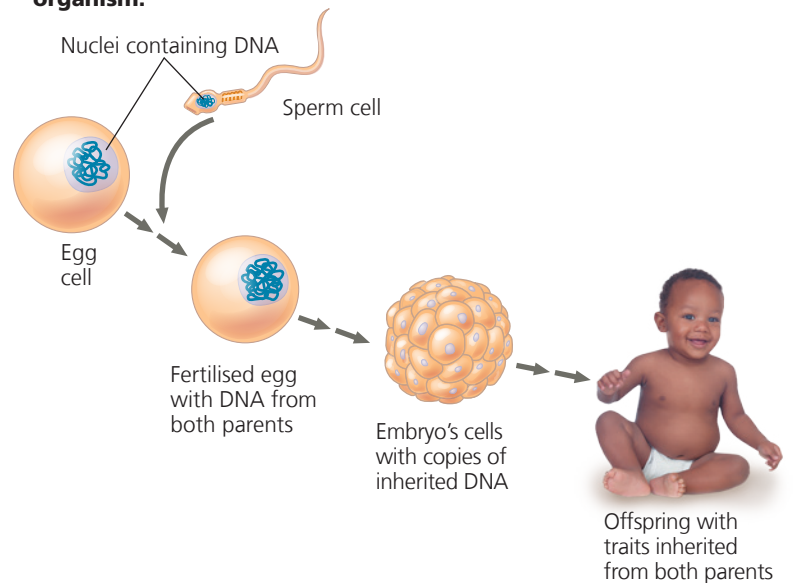 organism.
Nuclei containing DNA
Sperm cell
Egg
cell
Fertilised egg
with DNA from
both parents
Embryo's cells
with copies of
inherited DNA
Offspring with
traits inherited
from both parents